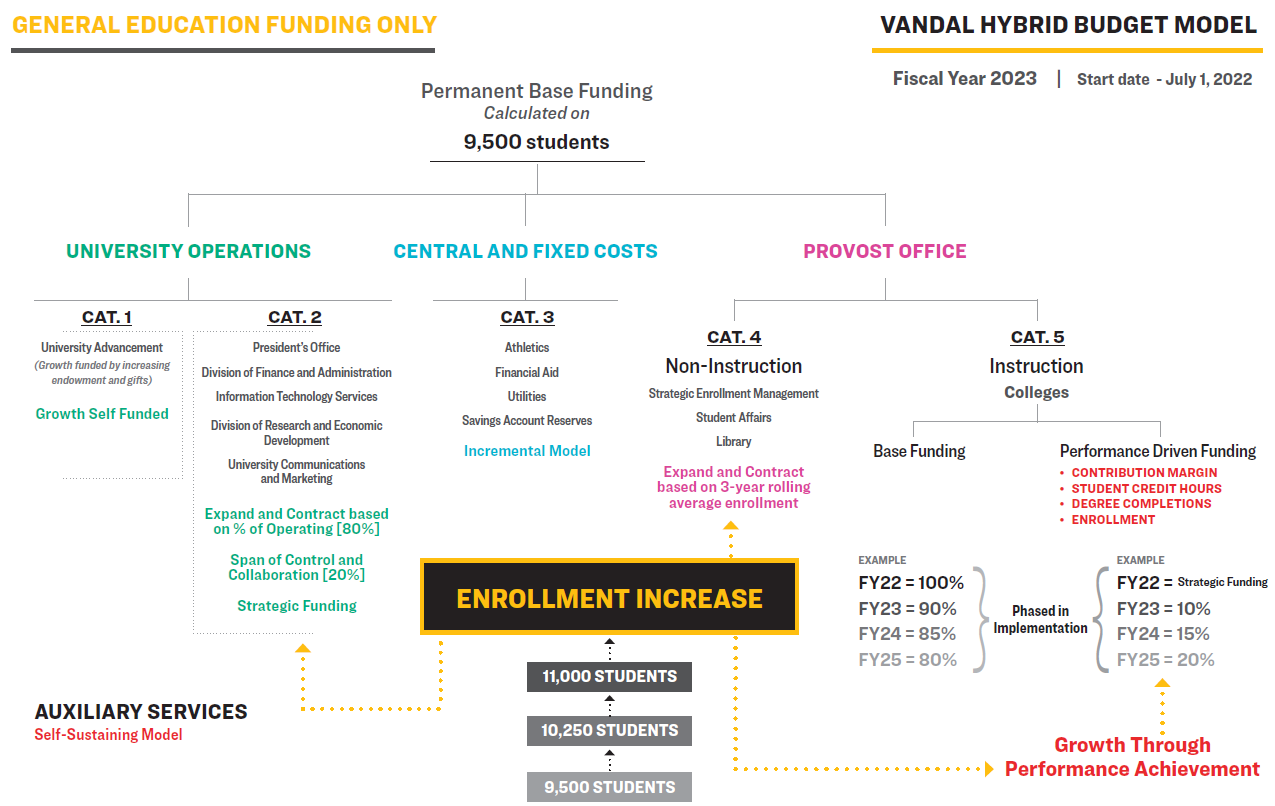 GENERAL EDUCATION FUNDING ONLY
VANDAL HYBRID BUDGET MODEL
Fiscal Year 2023 | Start date - July 1, 2022
Permanent Base Funding
Calculated on
9,500 students
UNIVERSITY OPERATIONS
CENTRAL AND FIXED COSTS
PROVOST OFFICE
CAT. 1
University Advancement
(Growth funded by increasing
endowment and gifts)
Growth Self Funded
CAT. 2
President's Office
Division of Finance and Administration
Information Technology Services
Division of Research and Economic
Development
University Communications
and Marketing
Expand and Contract based
on % of Operating [80%]
Span of Control and
Collaboration [20%]
Strategic Funding
CAT. 3
Athletics
Financial Aid
Utilities
Savings Account Reserves
Incremental Model
CAT. 4
Non-Instruction
Strategic Enrollment Management
Student Affairs
Library
Expand and Contract
based on 3-year rolling
average enrollment
CAT. 5
Instruction
Colleges
Base Funding
Performance Driven Funding
• CONTRIBUTION MARGIN
• STUDENT CREDIT HOURS
• DEGREE COMPLETIONS
• ENROLLMENT
EXAMPLE
FY22 = 100%
FY23 = 90%
FY24 = 85%
FY25 = 80%
Phased in
Implementation
EXAMPLE
FY22 = Strategic Funding
FY23 = 10%
FY24 = 15%
FY25 = 20%
ENROLLMENT INCREASE
11,000 STUDENTS
10,250 STUDENTS
9,500 STUDENTS
AUXILIARY SERVICES
Self-Sustaining Model
Growth Through
Performance Achievement